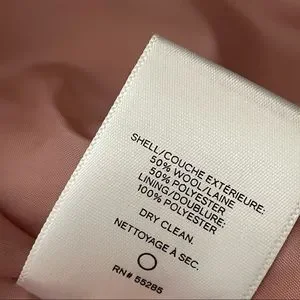 SHELL/COUCHE EXTÉRIEURE:
50% WOOL/LAINE
50% POLYESTER
LINING/DOUBLURE:
100% POLYESTER
DRY CLEAN.
NETTOYAGE À SEC.
RN# 55285